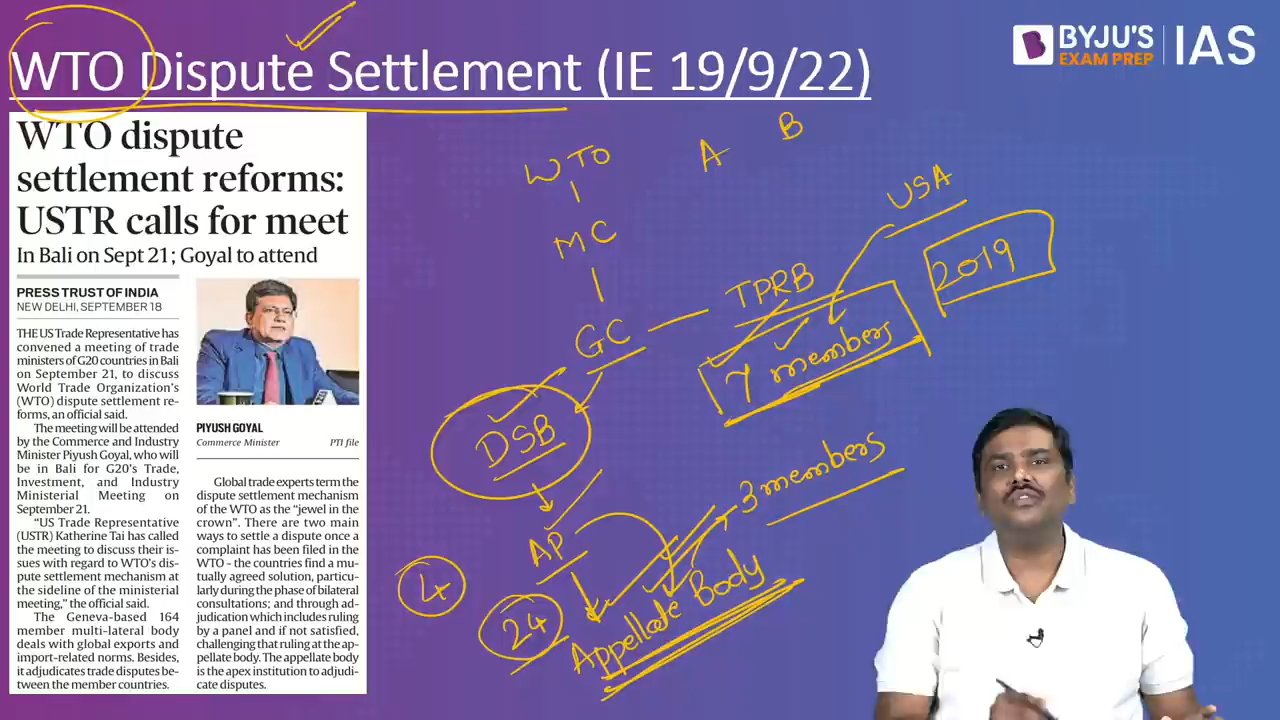 WTO Dispute Settlement (IE 19/9/22)
BYJU'S
EXAM PREP
IAS
WTO dispute
settlement reforms:
USTR calls for meet
In Bali on Sept 21; Goyal to attend
PRESS TRUST OF INDIA
NEW DELHI, SEPTEMBER 18
THE US Trade Representative has
convened a meeting of trade
ministers of G20 countries in Bali
on September 21, to discuss
World Trade Organization's
(WTO) dispute settlement re-
forms, an official said.
The meeting will be attended
by the Commerce and Industry
Minister Piyush Goyal, who will
be in Bali for G20's Trade,
Investment, and Industry
Ministerial Meeting on
September 21.
"US Trade Representative
(USTR) Katherine Tai has called
the meeting to discuss their is-
sues with regard to WTO's dis-
pute settlement mechanism at
the sideline of the ministerial
meeting," the official said.
The Geneva-based 164
member multi-lateral body
deals with global exports and
import-related norms. Besides,
it adjudicates trade disputes be-
tween the member countries.
PIYUSH GOYAL
Commerce Minister PTI file
Global trade experts term the
dispute settlement mechanism
of the WTO as the "jewel in the
crown". There are two main
ways to settle a dispute once a
complaint has been filed in the
WTO – the countries find a mu-
tually agreed solution, particu-
larly during the phase of bilateral
consultations; and through ad-
judication which includes ruling
by a panel and if not satisfied,
challenging that ruling at the ap-
pellate body. The appellate body
is the apex institution to adjudi-
cate disputes.
WTO
A B
MC
USA
2019
GC
TPRB
7 members
DSB
3 members
AP
4
24
Appellate Body